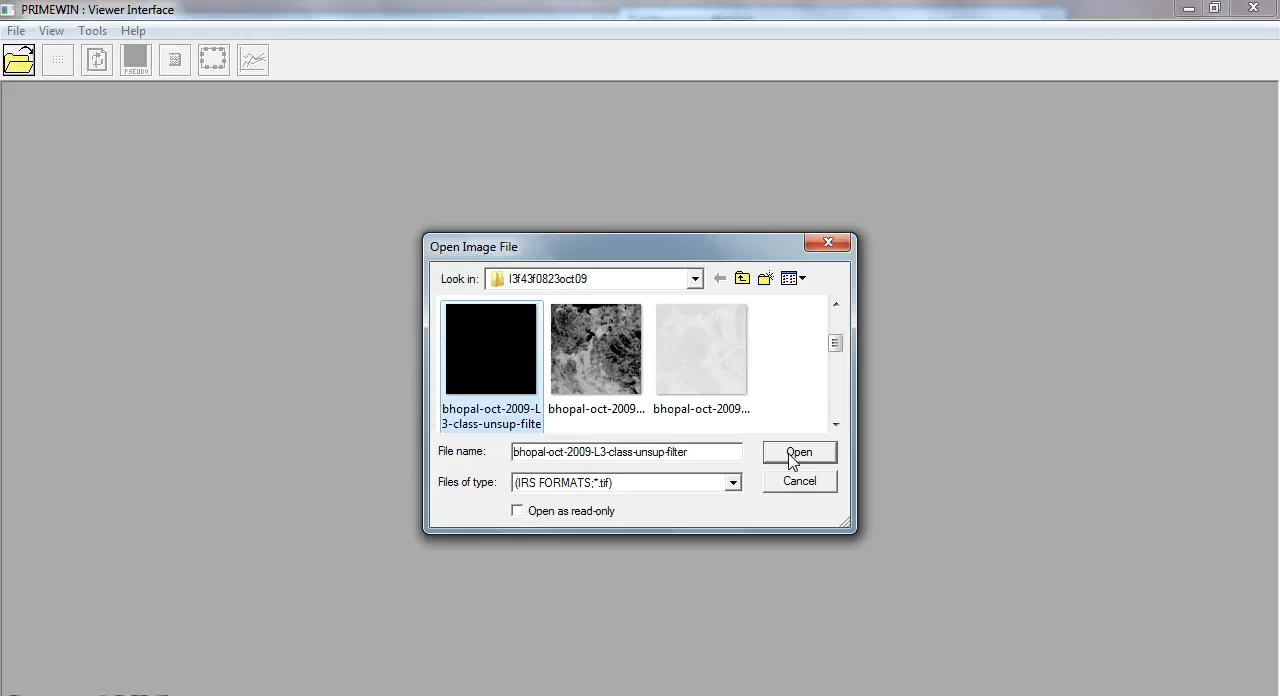 PRIMEWIN : Viewer Interface
File View Tools Help
PSEUDO
Open Image File
Look in: l3f43f0823oct09
bhopal-oct-2009-L
3-class-unsup-filte
bhopal-oct-2009...
bhopal-oct-2009...
File name: bhopal-oct-2009-L3-class-unsup-filter
Open
Files of type: (IRS FORMATS;*.tif)
Cancel
Open as read-only